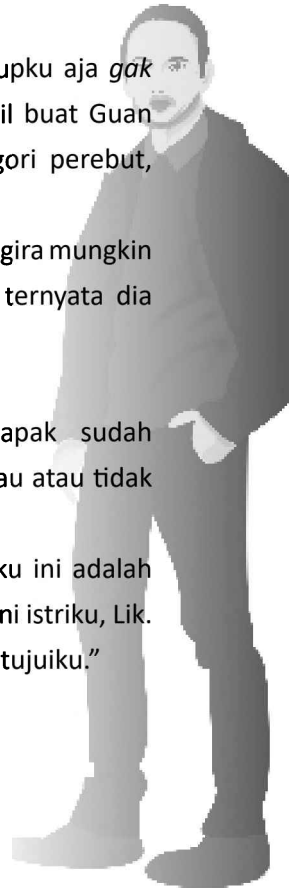 upku aja gak
il buat Guan
gori perebut,
gira mungkin
ternyata dia
apak sudah
au atau tidak
ku ini adalah
ni istriku, Lik.
tujuiku.”